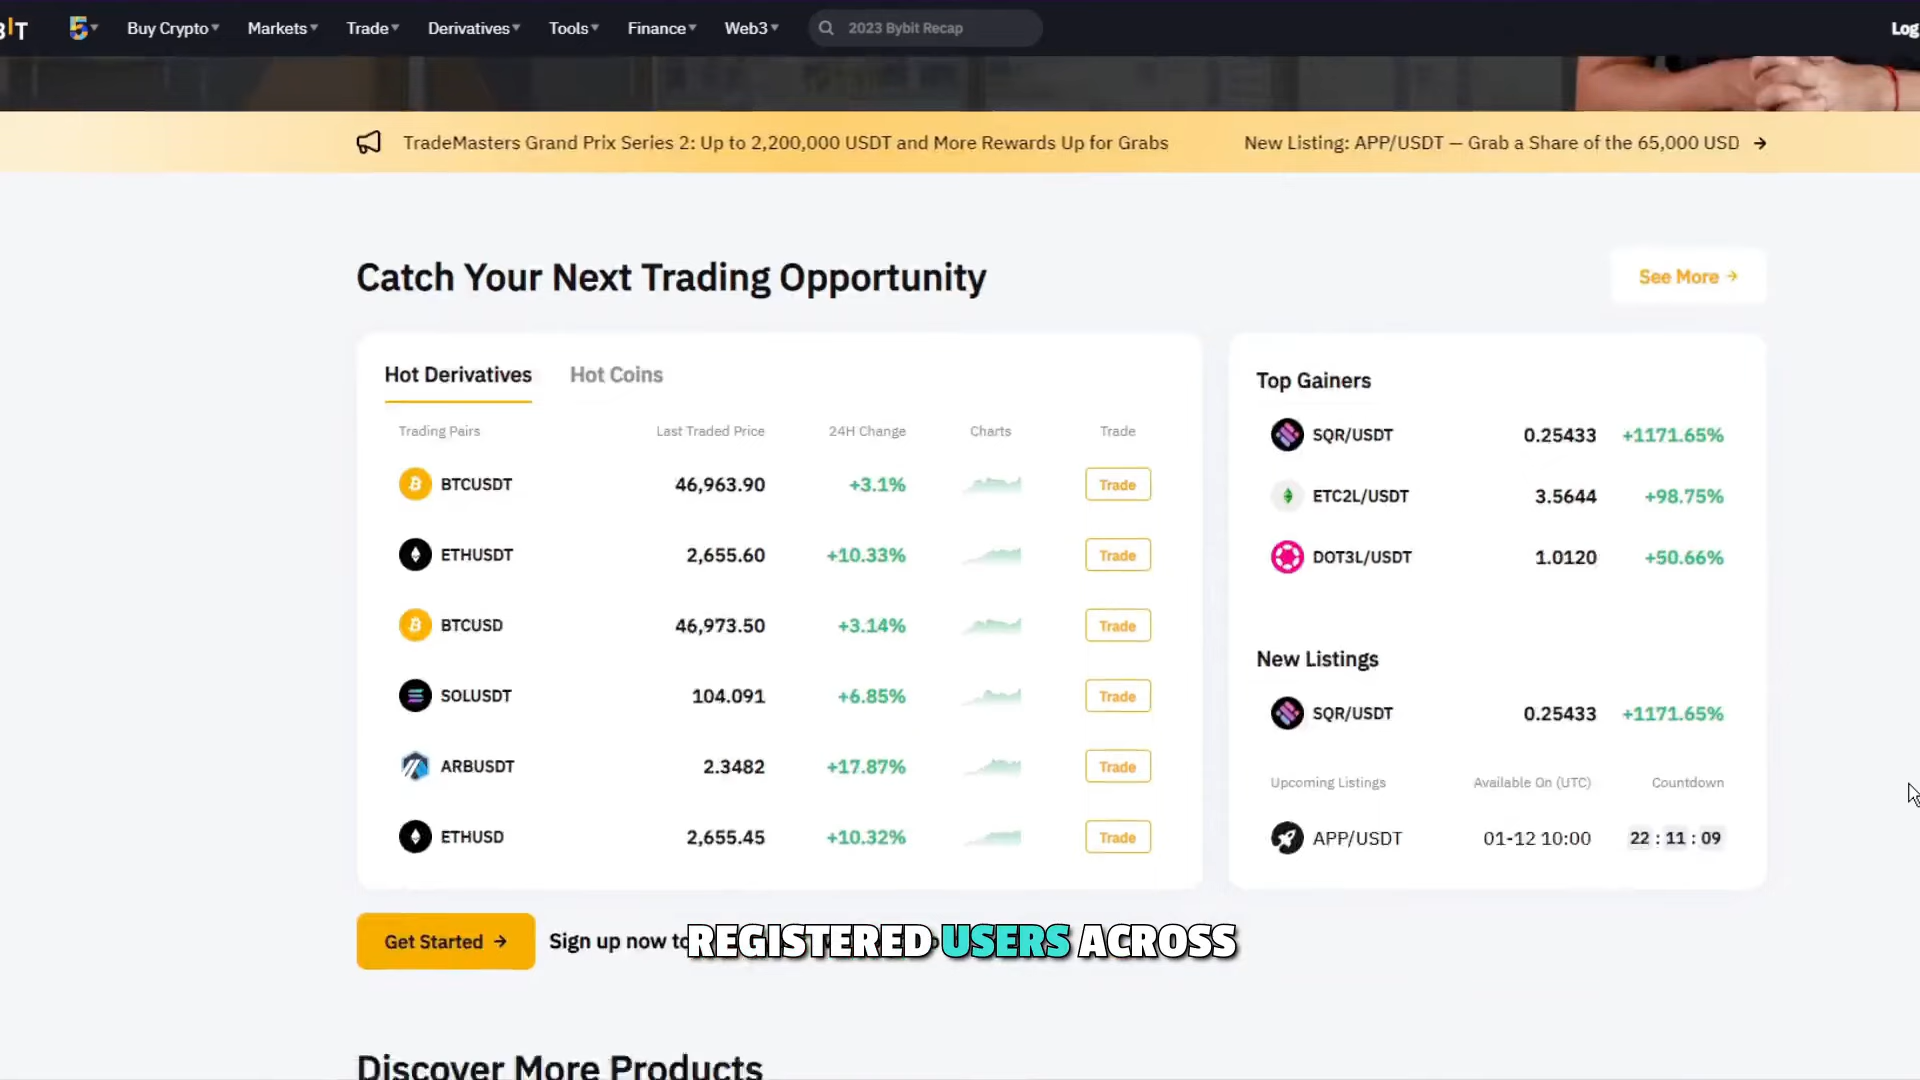 Buy Crypto Markets Trade Derivatives Tools Finance Web3 2023 Bybit Recap
TradeMasters Grand Prix Series 2: Up to 2,200,000 USDT and More Rewards Up for Grabs
New Listing: APP/USDT — Grab a Share of the 65,000 USD →
Catch Your Next Trading Opportunity
See More →
Hot Derivatives Hot Coins
Trading Pairs Last Traded Price 24H Change Charts Trade
BTCUSDT 46,963.90 +3.1% Trade
ETHUSDT 2,655.60 +10.33% Trade
BTCUSD 46,973.50 +3.14% Trade
SOLUSDT 104.091 +6.85% Trade
ARBUSDT 2.3482 +17.87% Trade
ETHUSD 2,655.45 +10.32% Trade
Top Gainers
SQR/USDT 0.25433 +1171.65%
ETC2L/USDT 3.5644 +98.75%
DOT3L/USDT 1.0120 +50.66%
New Listings
SQR/USDT 0.25433 +1171.65%
Upcoming Listings Available On (UTC) Countdown
APP/USDT 01-12 10:00 22 : 11 : 09
Get Started → Sign up now to
REGISTERED USERS ACROSS
Discover More Products